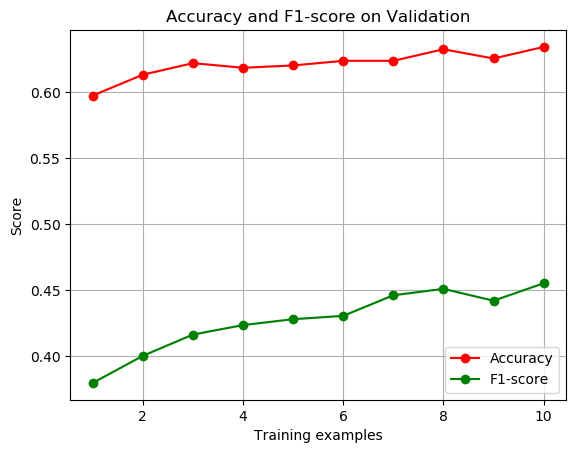 Accuracy and F1-score on Validation
Score
0.60
0.55
0.50
0.45
0.40
2 4 6 8 10
Training examples
Accuracy
F1-score